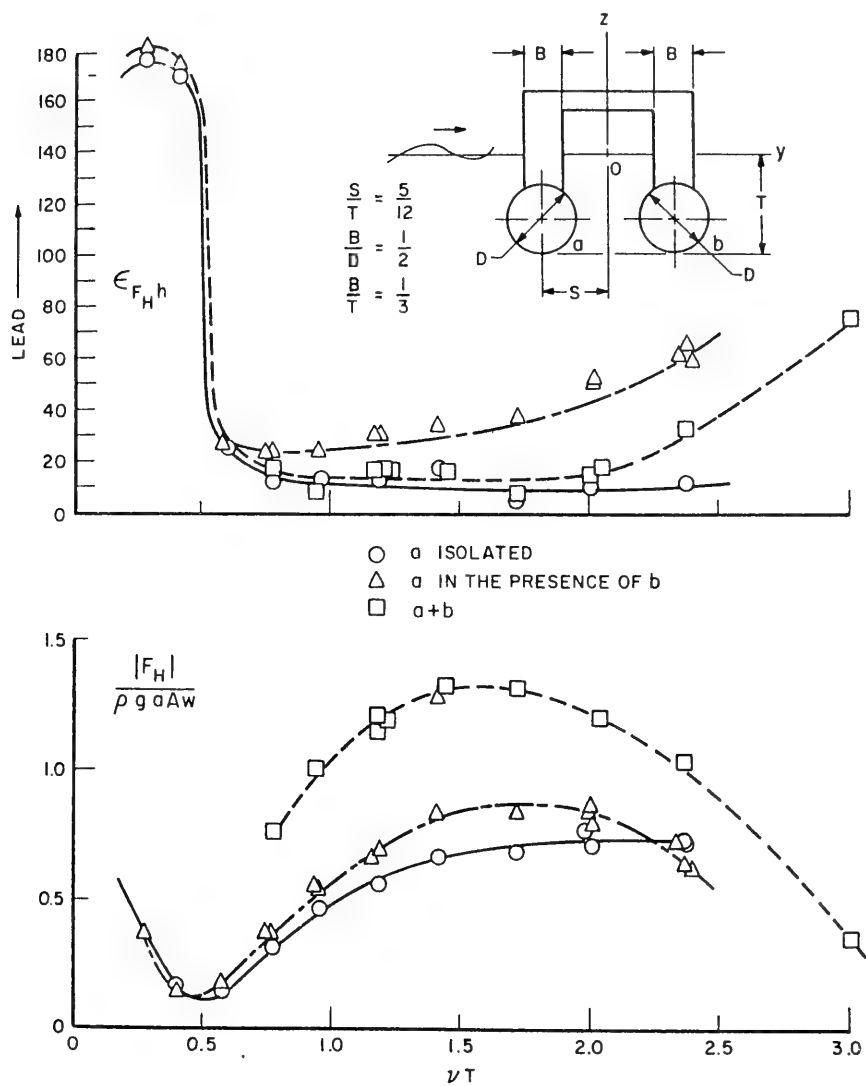 180
160
140
120
100
80
60
40
20
0
LEAD
ϵ_{F_H h}
z
B
B
y
O
T
a
b
D
D
S
S/T = 5/12
B/D = 1/2
B/T = 1/3
○ a ISOLATED
△ a IN THE PRESENCE OF b
□ a+b
|F_H| / ρ g a A w
1.5
1.0
0.5
0
0
0.5
1.0
1.5
2.0
2.5
3.0
νT